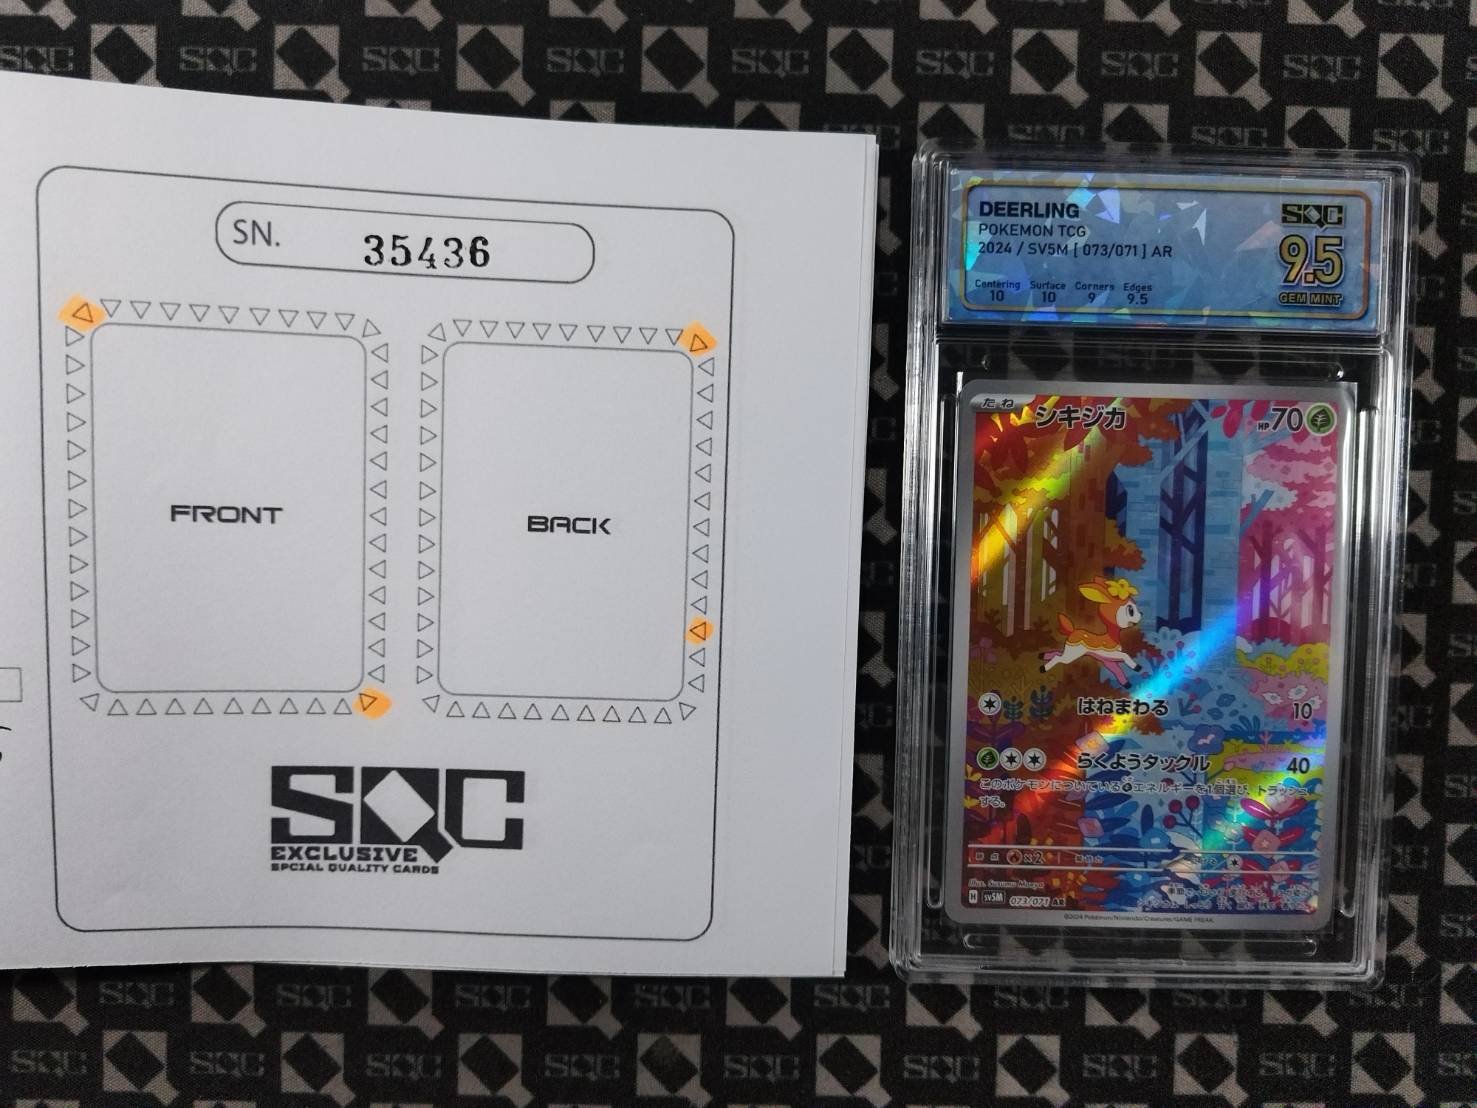 SN. 35436
FRONT
BACK
SQC
EXCLUSIVE
SPCIAL QUALITY CARDS
DEERLING
POKEMON TCG
2024 / SV5M [ 073/071 ] AR
SQC
9.5
GEM MINT
Centering Surface Corners Edges
10 10 9 9.5
たね シキジカ HP70
はねまわる 10
らくようタックル 40
このポケモンについているエネルギーを1個選び、トラッシュ
する。
×2
Illus. Susumu Maeya
H sv5M 073/071 AR
©2024 Pokémon/Nintendo/Creatures/GAME FREAK.